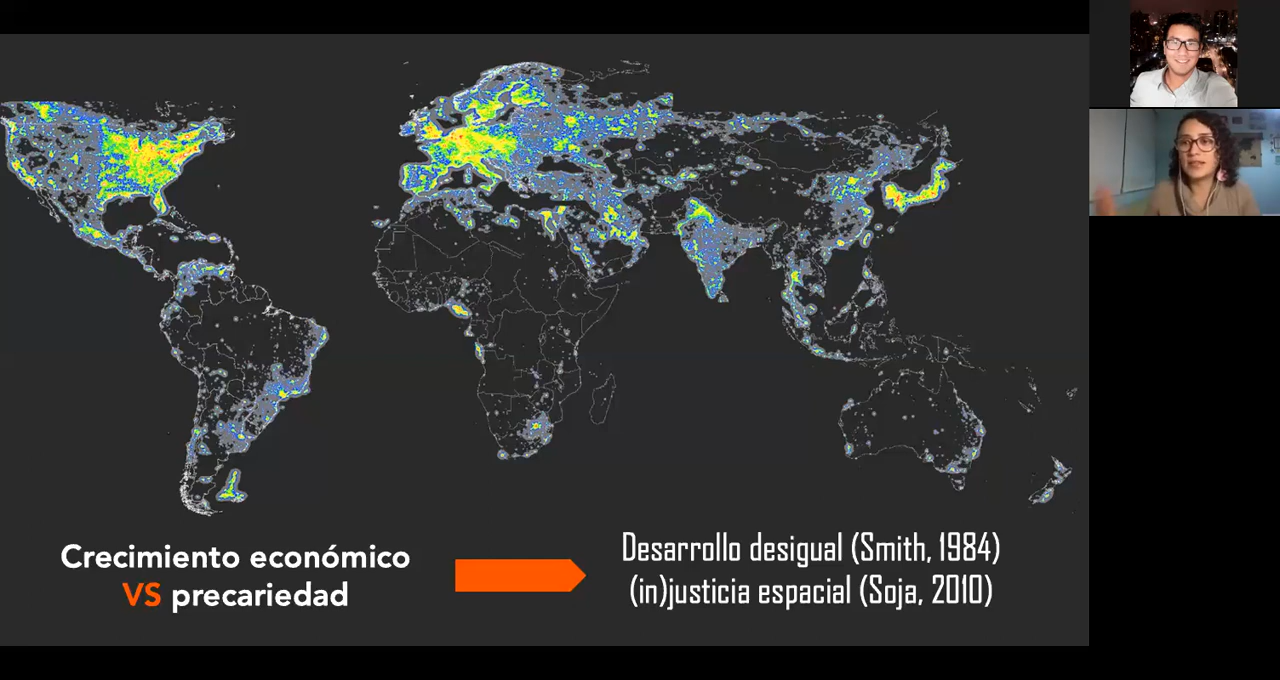 Crecimiento económico
VS precariedad
Desarrollo desigual (Smith, 1984)
(in)justicia espacial (Soja, 2010)